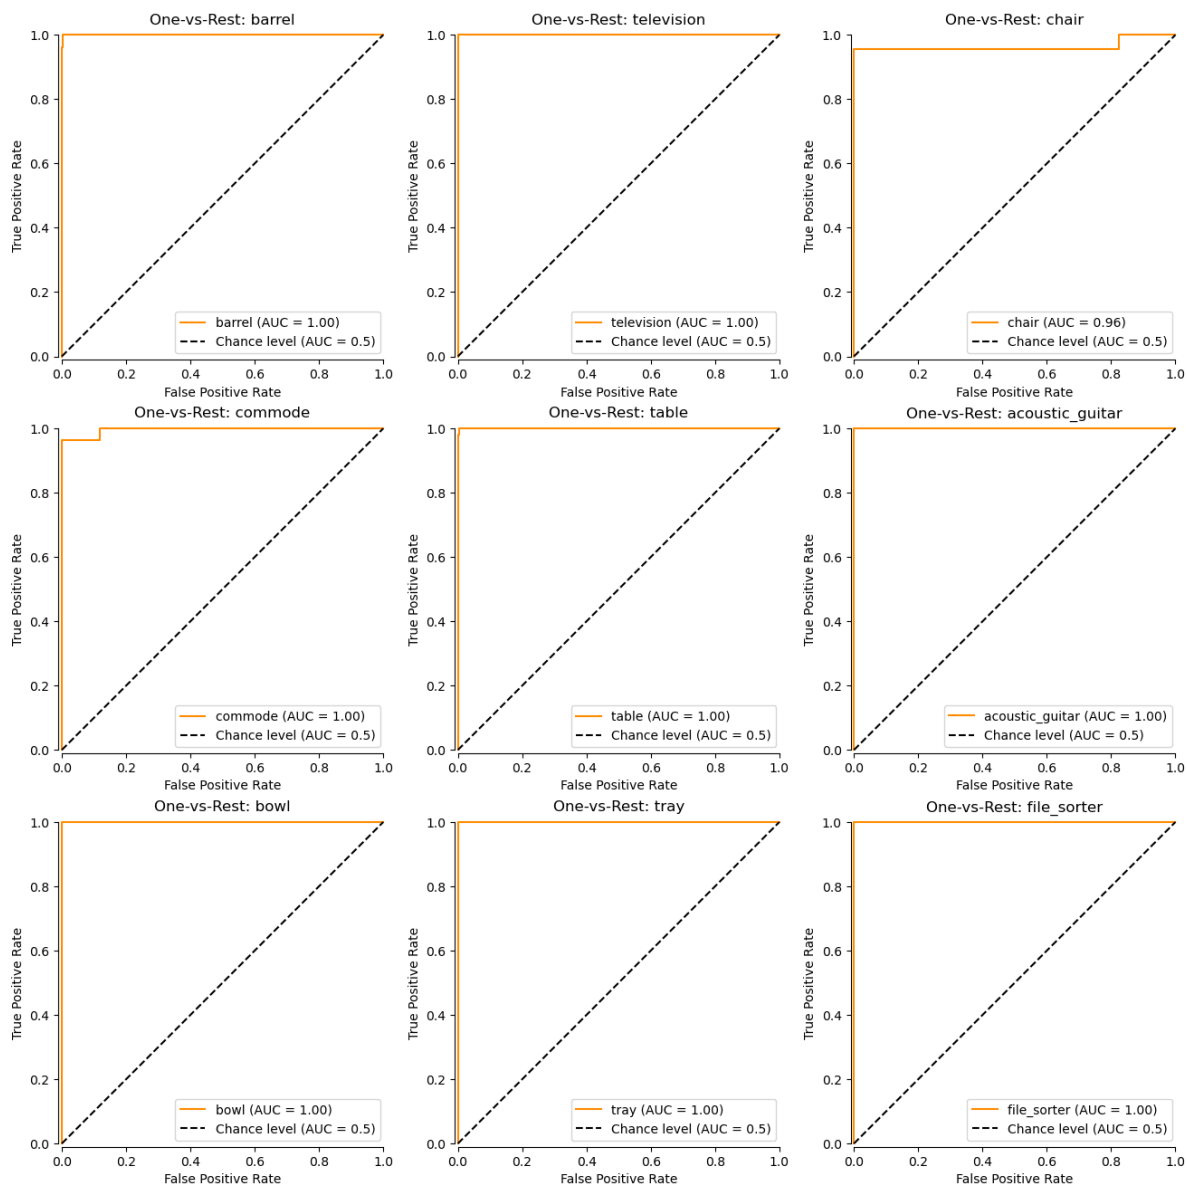 One-vs-Rest: barrel
True Positive Rate
1.0
0.8
0.6
0.4
0.2
0.0
barrel (AUC = 1.00)
Chance level (AUC = 0.5)
0.0 0.2 0.4 0.6 0.8 1.0
False Positive Rate
One-vs-Rest: television
True Positive Rate
1.0
0.8
0.6
0.4
0.2
0.0
television (AUC = 1.00)
Chance level (AUC = 0.5)
0.0 0.2 0.4 0.6 0.8 1.0
False Positive Rate
One-vs-Rest: chair
True Positive Rate
1.0
0.8
0.6
0.4
0.2
0.0
chair (AUC = 0.96)
Chance level (AUC = 0.5)
0.0 0.2 0.4 0.6 0.8 1.0
False Positive Rate
One-vs-Rest: commode
True Positive Rate
1.0
0.8
0.6
0.4
0.2
0.0
commode (AUC = 1.00)
Chance level (AUC = 0.5)
0.0 0.2 0.4 0.6 0.8 1.0
False Positive Rate
One-vs-Rest: table
True Positive Rate
1.0
0.8
0.6
0.4
0.2
0.0
table (AUC = 1.00)
Chance level (AUC = 0.5)
0.0 0.2 0.4 0.6 0.8 1.0
False Positive Rate
One-vs-Rest: acoustic_guitar
True Positive Rate
1.0
0.8
0.6
0.4
0.2
0.0
acoustic_guitar (AUC = 1.00)
Chance level (AUC = 0.5)
0.0 0.2 0.4 0.6 0.8 1.0
False Positive Rate
One-vs-Rest: bowl
True Positive Rate
1.0
0.8
0.6
0.4
0.2
0.0
bowl (AUC = 1.00)
Chance level (AUC = 0.5)
0.0 0.2 0.4 0.6 0.8 1.0
False Positive Rate
One-vs-Rest: tray
True Positive Rate
1.0
0.8
0.6
0.4
0.2
0.0
tray (AUC = 1.00)
Chance level (AUC = 0.5)
0.0 0.2 0.4 0.6 0.8 1.0
False Positive Rate
One-vs-Rest: file_sorter
True Positive Rate
1.0
0.8
0.6
0.4
0.2
0.0
file_sorter (AUC = 1.00)
Chance level (AUC = 0.5)
0.0 0.2 0.4 0.6 0.8 1.0
False Positive Rate